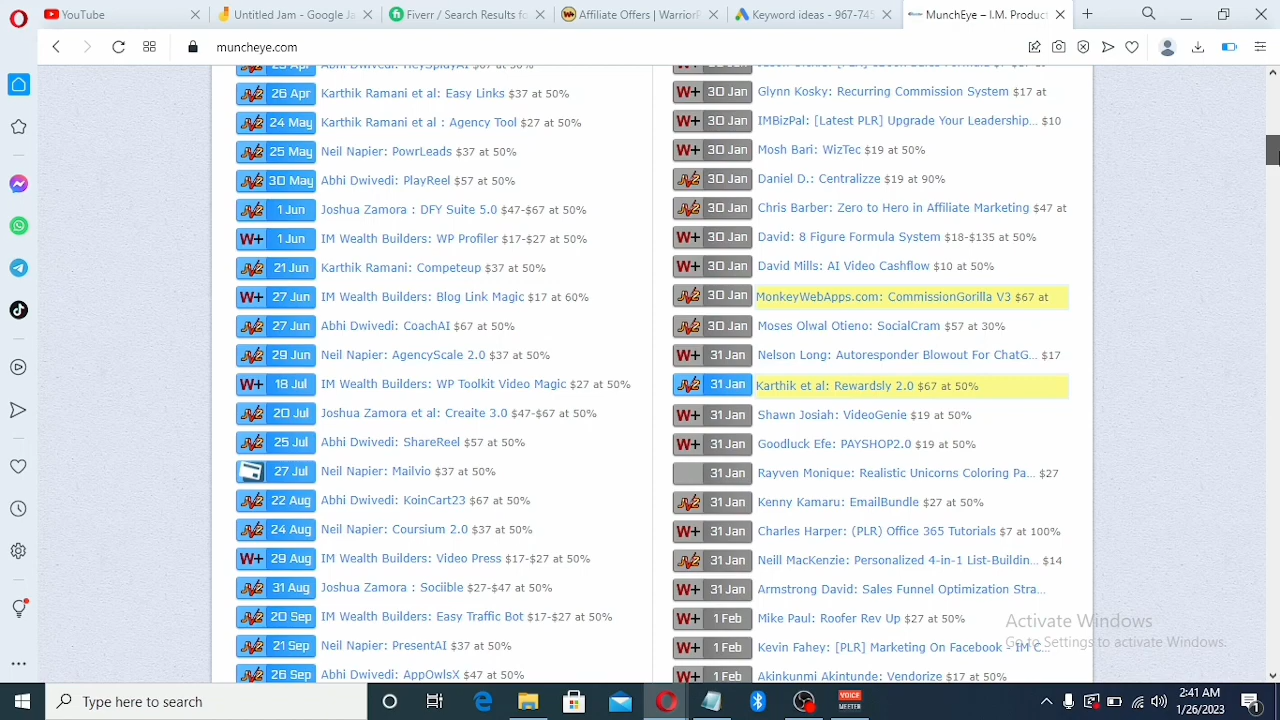 YouTube
Untitled Jam - Google Ja
Fiverr / Search Results fo
Affiliate Offers - WarriorP
Keyword ideas - 967-745
Muncheye – I.M. Produc
muncheye.com
Karthik Ramani et al: Easy Links $37 at 50%
26 Apr
24 May Karthik Ramani et al : Agency Tool $27 at 50%
25 May Neil Napier: PowrLeads $37 at 50%
30 May Abhi Dwivedi: PlayReel $57 at 50%
1 Jun Joshua Zamora : DFY Suite 5.0 $47-$67 at 50%
W+ 1 Jun IM Wealth Builders: WP Profiler $17-$27 at 50%
21 Jun Karthik Ramani: Competeup $37 at 50%
W+ 27 Jun IM Wealth Builders: Blog Link Magic $17 at 60%
27 Jun Abhi Dwivedi: CoachAI $67 at 50%
29 Jun Neil Napier: AgencyScale 2.0 $37 at 50%
W+ 18 Jul IM Wealth Builders: WP Toolkit Video Magic $27 at 50%
20 Jul Joshua Zamora et al: Creaite 3.0 $47-$67 at 50%
25 Jul Abhi Dwivedi: ShareReel $57 at 50%
27 Jul Neil Napier: Mailvio $37 at 50%
22 Aug Abhi Dwivedi: KoinCart23 $67 at 50%
24 Aug Neil Napier: Coursium 2.0 $37 at 50%
W+ 29 Aug IM Wealth Builders: Video Press $17-$27 at 50%
31 Aug Joshua Zamora : Socible $27-$47 at 50%
20 Sep IM Wealth Builders: Easy Traffic Bot $17-$27 at 50%
21 Sep Neil Napier: PresentAI $37 at 50%
26 Sep Abhi Dwivedi: AppOwlsX $47 at 50%
W+ 30 Jan Glynn Kosky: Recurring Commission System $17 at
W+ 30 Jan IMBizPal: [Latest PLR] Upgrade Your Leadership... $10
W+ 30 Jan Mosh Bari: WizTec $19 at 50%
JV2 30 Jan Daniel D.: Centralizze $19 at 90%
JV2 30 Jan Chris Barber: Zero to Hero in Affiliate Marketing $47 at
W+ 30 Jan David: 8 Figure Formula System $18-$135 at 50%
W+ 30 Jan David Mills: AI Video Cashflow $10 at 50%
JV2 30 Jan MonkeyWebApps.com: CommissionGorilla V3 $67 at
JV2 30 Jan Moses Olwal Otieno: SocialCram $57 at 30%
W+ 31 Jan Nelson Long: Autoresponder Blowout For ChatG... $17
JV2 31 Jan Karthik et al: Rewardsly 2.0 $67 at 50%
W+ 31 Jan Shawn Josiah: VideoGenie $19 at 50%
W+ 31 Jan Goodluck Efe: PAYSHOP2.0 $19 at 50%
31 Jan Rayven Monique: Realistic Unicorns Coloring Pa... $27
JV2 31 Jan Kenny Kamaru: EmailBundle $27 at 50%
W+ 31 Jan Charles Harper: (PLR) Office 365 Tutorials $7 at 100%
JV2 31 Jan Neill MacKenzie: Personalized 4-in-1 List-Buildin... $14
W+ 31 Jan Armstrong David: Sales Funnel Optimization Stra...
W+ 1 Feb Mike Paul: Roofer Rev Up $27 at 50%
W+ 1 Feb Kevin Fahey: [PLR] Marketing On Facebook - IM C...
W+ 1 Feb Akinkunmi Akintunde: Vendorize $17 at 50%
Activate Windows
Go to Settings to activate Windows.
Type here to search
VOICE
MEETER
2:41 AM
1/26/2023
1